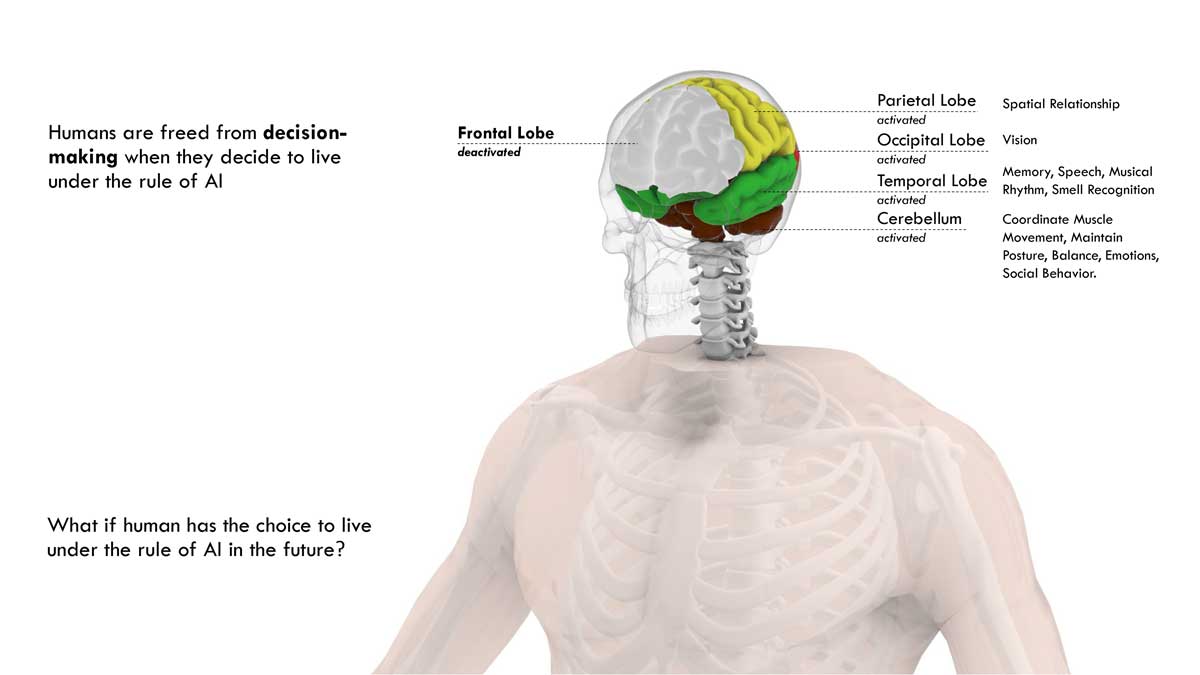 Humans are freed from decision-
making when they decide to live
under the rule of AI
Frontal Lobe
deactivated
Parietal Lobe
activated
Spatial Relationship
Occipital Lobe
activated
Vision
Temporal Lobe
activated
Memory, Speech, Musical
Rhythm, Smell Recognition
Cerebellum
activated
Coordinate Muscle
Movement, Maintain
Posture, Balance, Emotions,
Social Behavior.
What if human has the choice to live
under the rule of AI in the future?